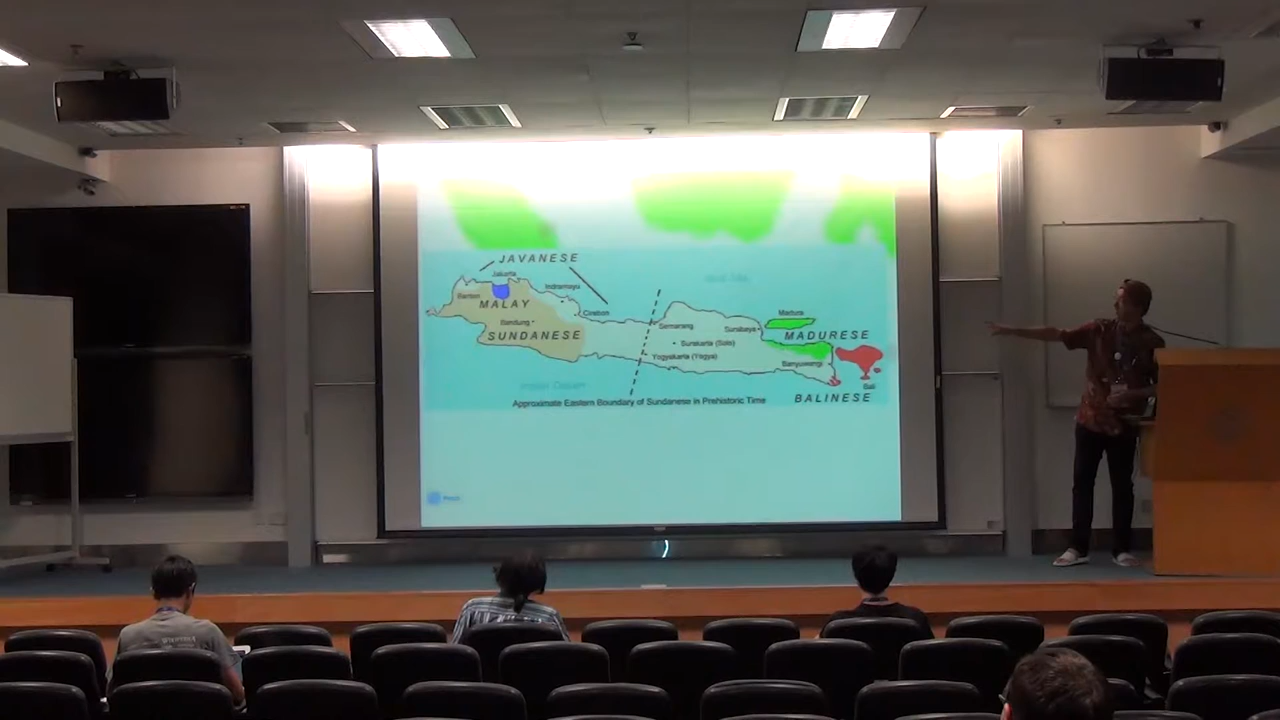 JAVANESE
Jakarta
Banten
Indramayu
MALAY
Cirebon
Bandung
SUNDANESE
Semarang
Surabaya
Madura
MADURESE
Surakarta (Solo)
Yogyakarta (Yogya)
Banyuwangi
Bali
BALINESE
Approximate Eastern Boundary of Sundanese in Prehistoric Time